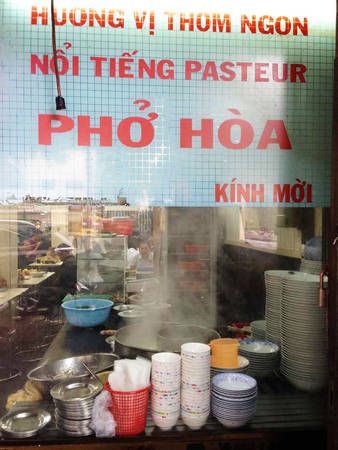 HƯƠNG VỊ THƠM NGON
NỔI TIẾNG PASTEUR
PHỞ HÒA
KÍNH MỜI